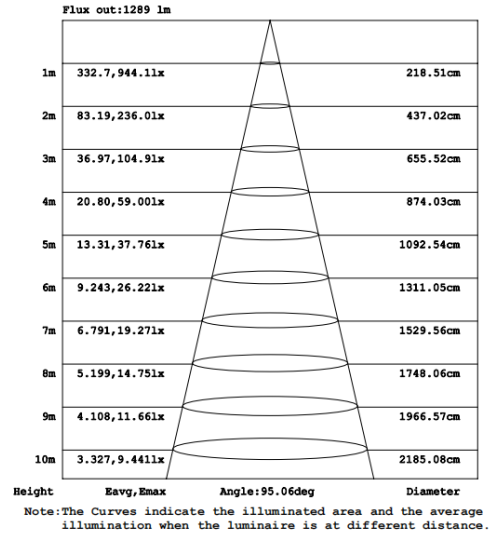 Flux out:1289 lm
1m 332.7,944.1lx 218.51cm
2m 83.19,236.0lx 437.02cm
3m 36.97,104.9lx 655.52cm
4m 20.80,59.00lx 874.03cm
5m 13.31,37.76lx 1092.54cm
6m 9.243,26.22lx 1311.05cm
7m 6.791,19.27lx 1529.56cm
8m 5.199,14.75lx 1748.06cm
9m 4.108,11.66lx 1966.57cm
10m 3.327,9.441lx 2185.08cm
Height Eavg,Emax Angle:95.06deg Diameter
Note:The Curves indicate the illuminated area and the average
illumination when the luminaire is at different distance.